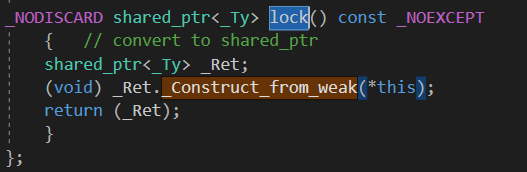 _NODISCARD shared_ptr<_Ty> lock() const _NOEXCEPT
{ // convert to shared_ptr
shared_ptr<_Ty> _Ret;
(void) _Ret._Construct_from_weak(*this);
return (_Ret);
}
};